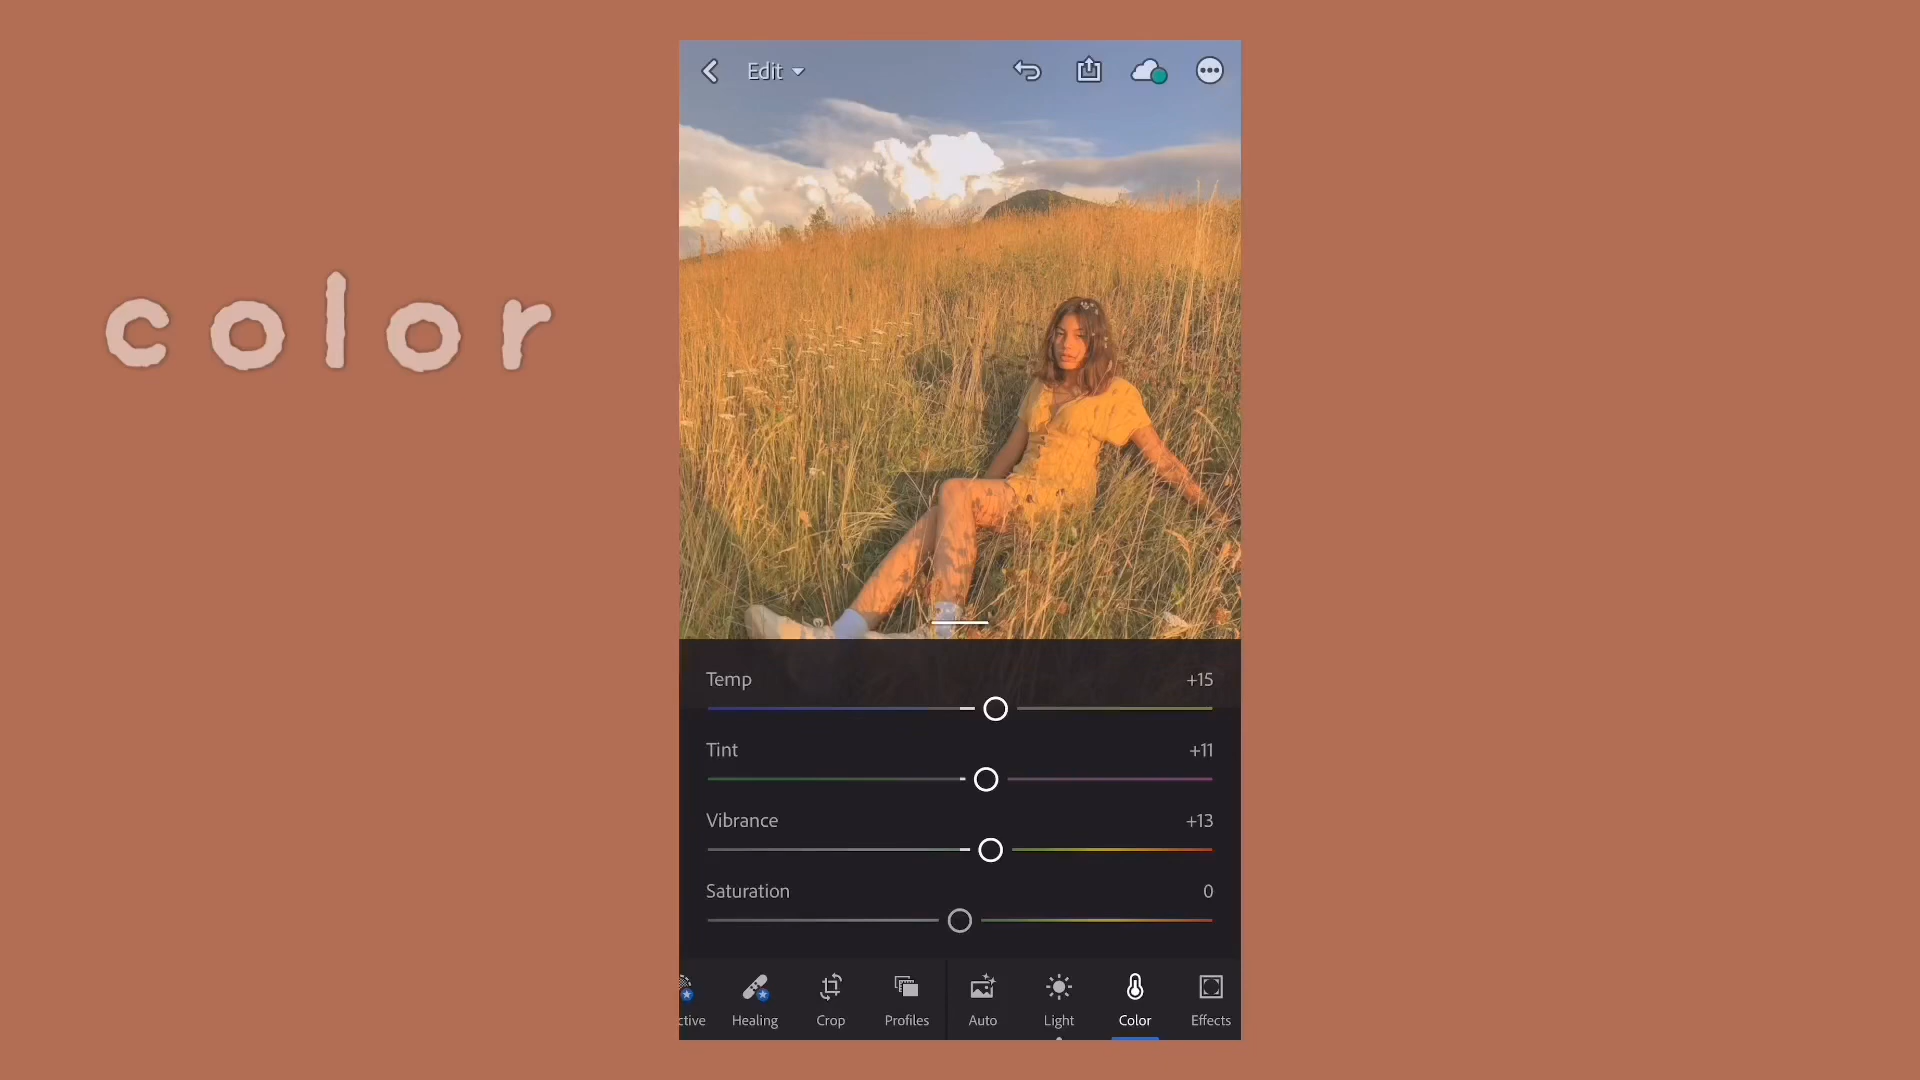 Edit
color
Temp +15
Tint +11
Vibrance +13
Saturation 0
ctive Healing Crop Profiles Auto Light Color Effects